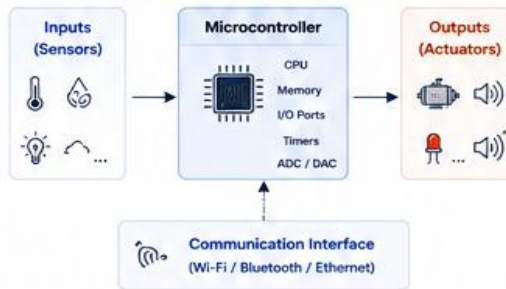 Inputs
(Sensors)
...
Microcontroller
CPU
Memory
I/O Ports
Timers
ADC / DAC
Outputs
(Actuators)
...
Communication Interface
(Wi-Fi / Bluetooth / Ethernet)